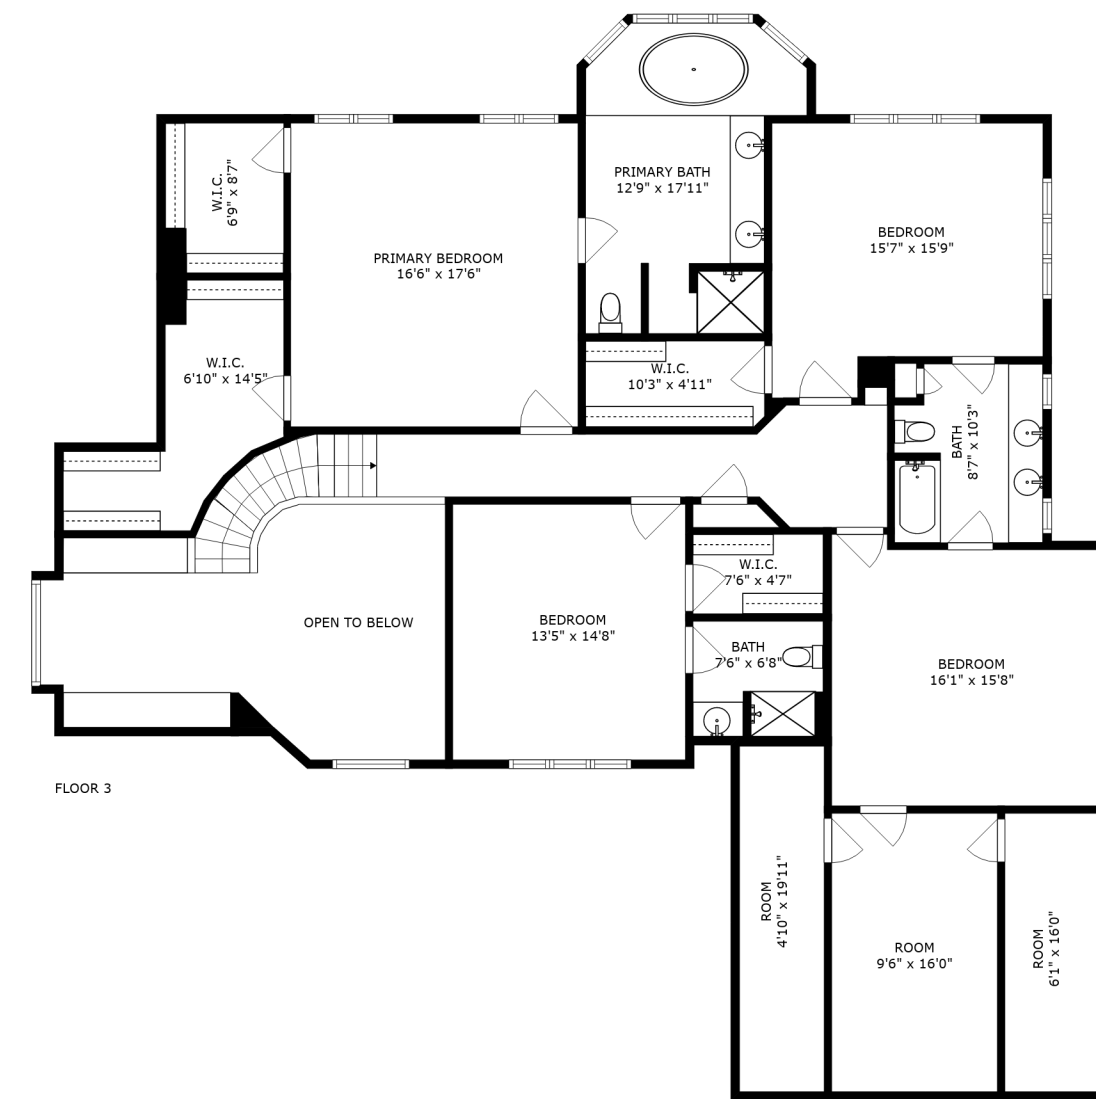 PRIMARY BATH
12'9" x 17'11"
W.I.C.
6'9" x 8'7"
BEDROOM
15'7" x 15'9"
PRIMARY BEDROOM
16'6" x 17'6"
W.I.C.
6'10" x 14'5"
W.I.C.
10'3" x 4'11"
BATH
8'7" x 10'3"
W.I.C.
7'6" x 4'7"
OPEN TO BELOW
BEDROOM
13'5" x 14'8"
BATH
7'6" x 6'8"
BEDROOM
16'1" x 15'8"
FLOOR 3
ROOM
4'10" x 19'11"
ROOM
9'6" x 16'0"
ROOM
6'1" x 16'0"